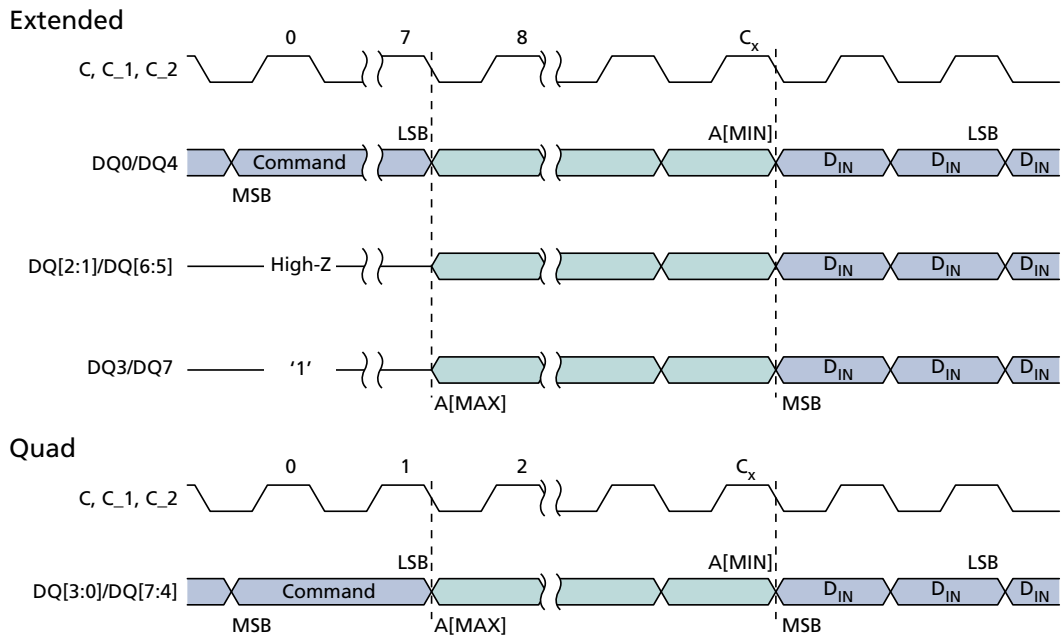 Extended
0 7 8 Cx
C, C_1, C_2
LSB A[MIN] LSB
DQ0/DQ4 Command DIN DIN DIN
MSB
DQ[2:1]/DQ[6:5] High-Z DIN DIN DIN
DQ3/DQ7 '1' DIN DIN DIN
A[MAX] MSB
Quad
0 1 2 Cx
C, C_1, C_2
LSB A[MIN] LSB
DQ[3:0]/DQ[7:4] Command DIN DIN DIN
MSB A[MAX] MSB